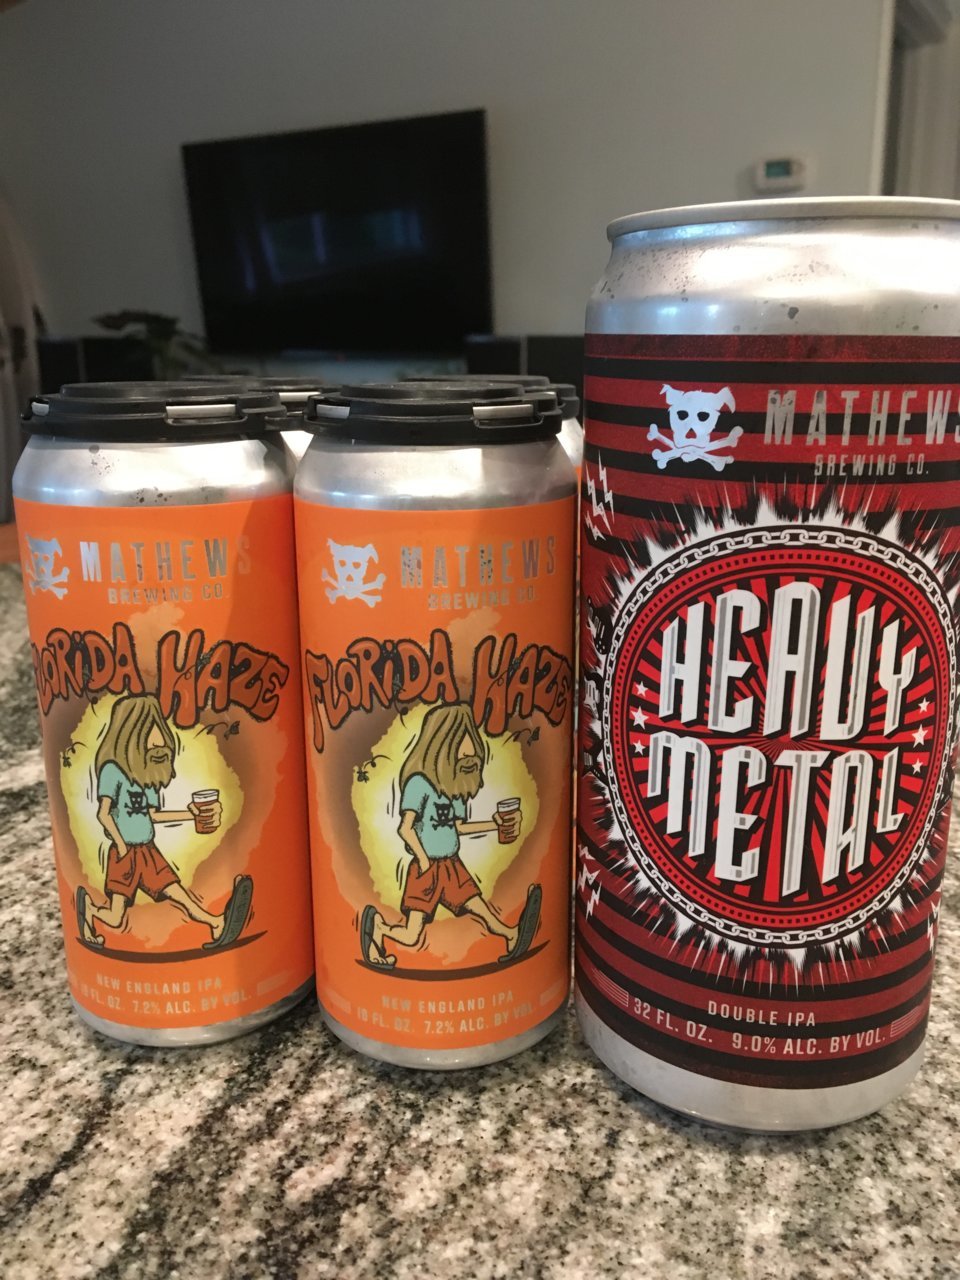 MATHEWS
BREWING CO.
FLORIDA HAZE
NEW ENGLAND IPA
FL. OZ. 7.2% ALC. BY VOL.
MATHEWS
BREWING CO.
FLORIDA HAZE
NEW ENGLAND IPA
FL. OZ. 7.2% ALC. BY VOL.
MATHEWS
BREWING CO.
HEAVY
METAL
DOUBLE IPA
32 FL. OZ. 9.0% ALC. BY VOL.